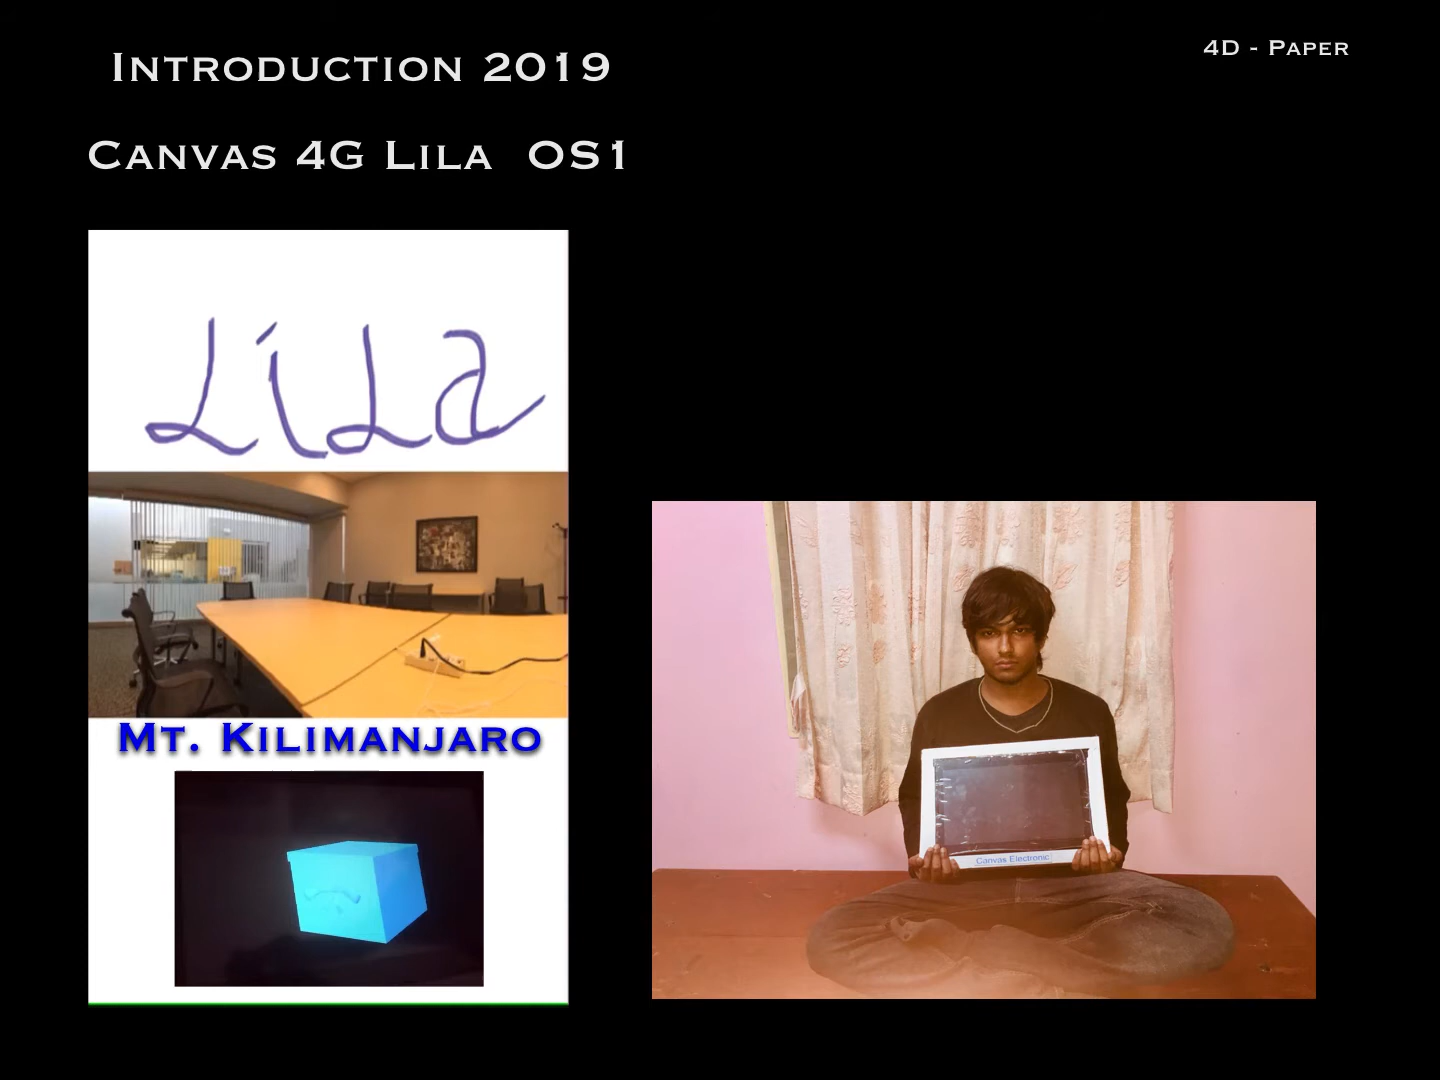 Introduction 2019
4D - Paper
Canvas 4G Lila OS1
LiLa
Mt. Kilimanjaro
Canvas Electronic